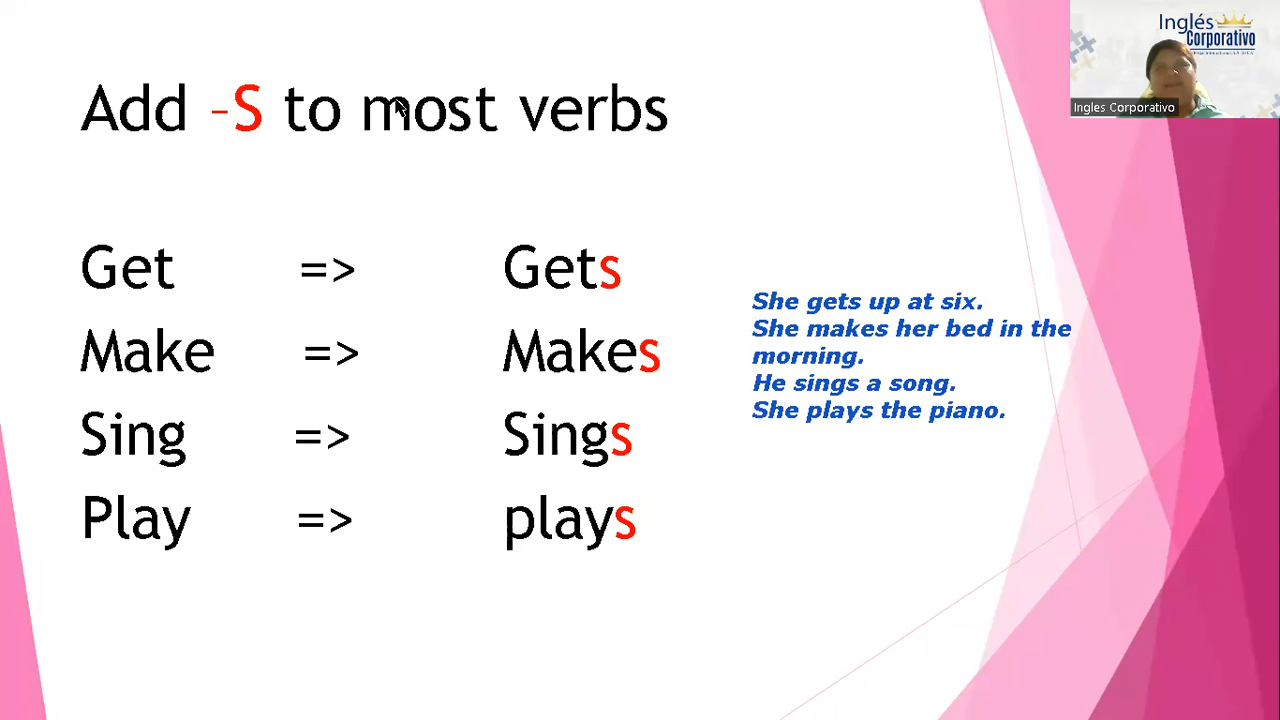 Add –S to most verbs
Get => Gets
Make => Makes
Sing => Sings
Play => plays
She gets up at six.
She makes her bed in the
morning.
He sings a song.
She plays the piano.
Inglés
Corporativo
Ingles Corporativo